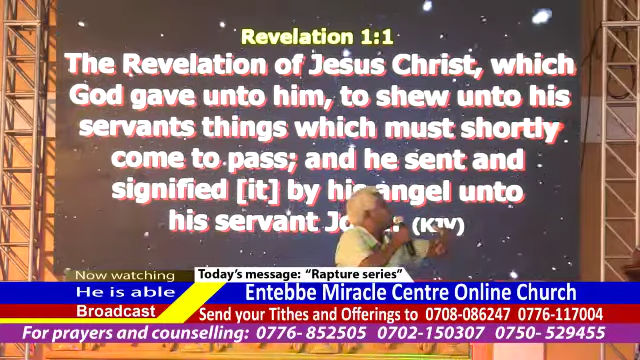 Revelation 1:1
The Revelation of Jesus Christ, which
God gave unto him, to shew unto his
servants things which must shortly
come to pass; and he sent and
signified [it] by his angel unto
his servant (KJV)
Now watching
Today's message: "Rapture series"
He is able
Entebbe Miracle Centre Online Church
Broadcast
Send your Tithes and Offerings to 0708-086247 0776-117004
For prayers and counselling: 0776- 852505 0702-150307 0750- 529455